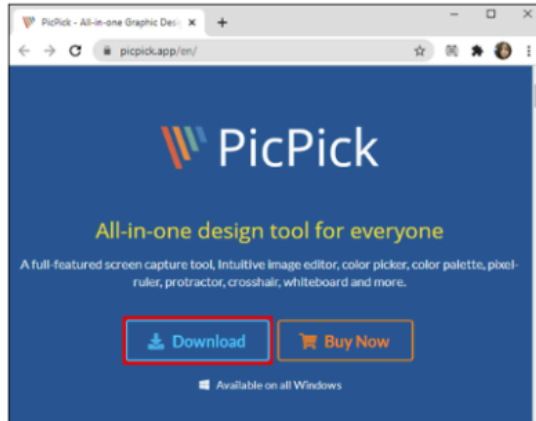 PicPick - All-in-one Graphic Desi
picpick.app/en/
PicPick
All-in-one design tool for everyone
A full-featured screen capture tool, Intuitive image editor, color picker, color palette, pixel-
ruler, protractor, crosshair, whiteboard and more.
Download
Buy Now
Available on all Windows